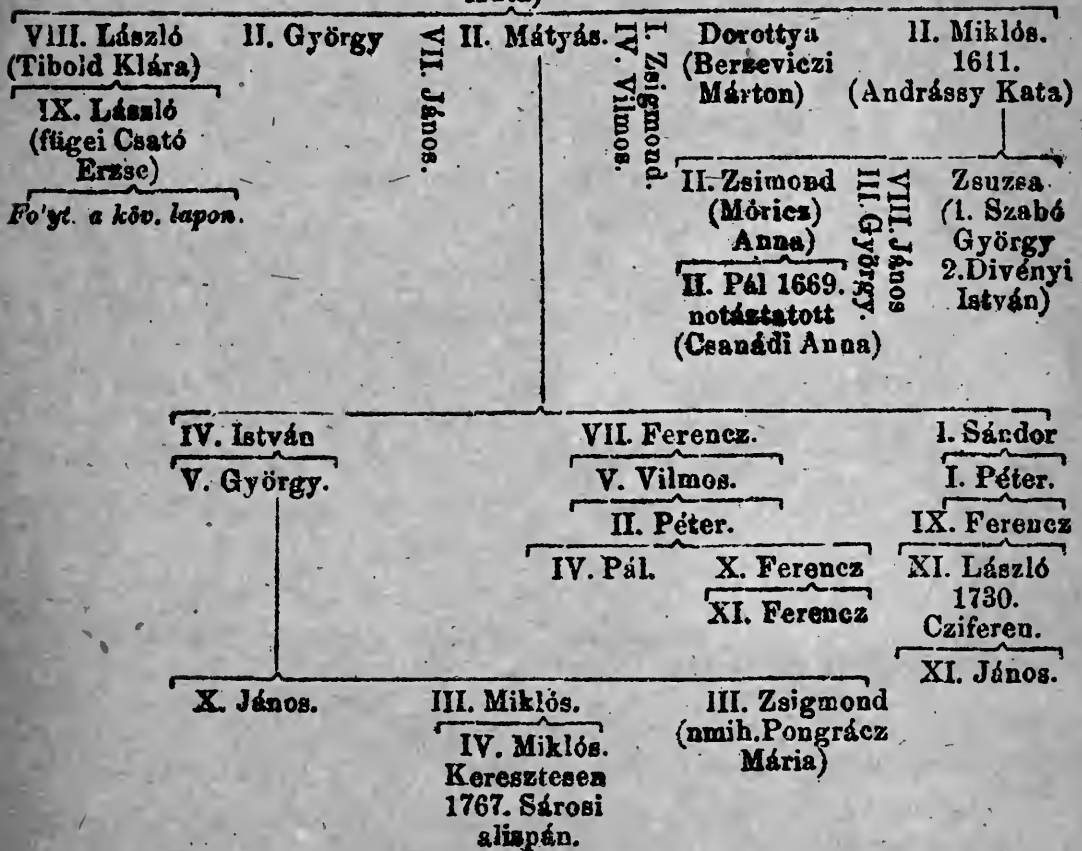 VIII. László II. György VII. János. II. Mátyás. I. Zsigmond. IV. Vilmos. Dorottya II. Miklós.
(Tibold Klára) (Berzeviczi 1611.
Márton) (Andrássy Kata)
IX. László
(fügei Csató
Erzse)
Fo'yt. a köv. lapon.
II. Zsimond VIII. János III. György. Zsuzsa
(Móricz) (1. Szabó
Anna) György
II. Pál 1669. 2.Divényi
notáztatott István)
(Csanádi Anna)
IV. István VII. Ferencz. I. Sándor
V. György. V. Vilmos. I. Péter.
II. Péter. IX. Ferencz
IV. Pál. X. Ferencz XI. László
XI. Ferencz 1730.
Cziferen.
XI. János.
X. János. III. Miklós. III. Zsigmond
IV. Miklós. (nmih.Pongrácz
Keresztesen Mária)
1767. Sárosi
alispán.